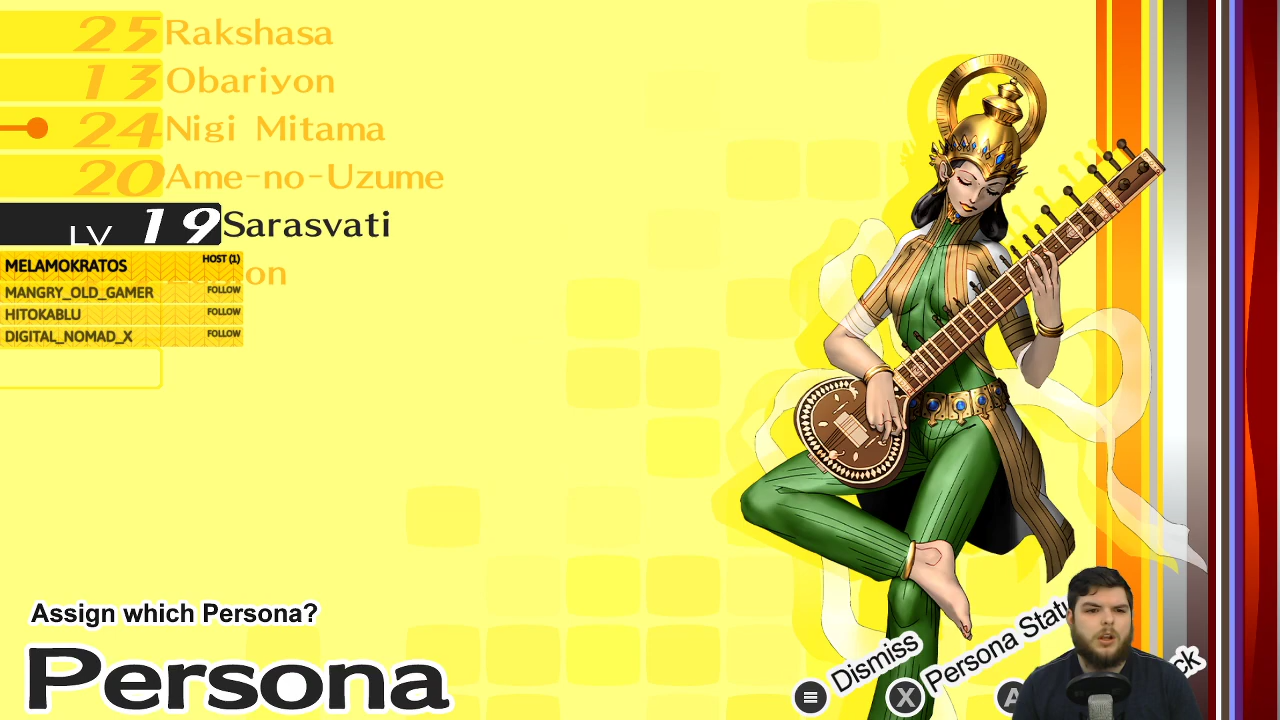 25 Rakshasa
13 Obariyon
24 Nigi Mitama
20 Ame-no-Uzume
LV 19 Sarasvati
on
MELAMOKRATOS HOST (1)
MANGRY_OLD_GAMER FOLLOW
HITOKABLU FOLLOW
DIGITAL_NOMAD_X FOLLOW
Assign which Persona?
Persona
Dismiss
X Persona Statu
A
ck